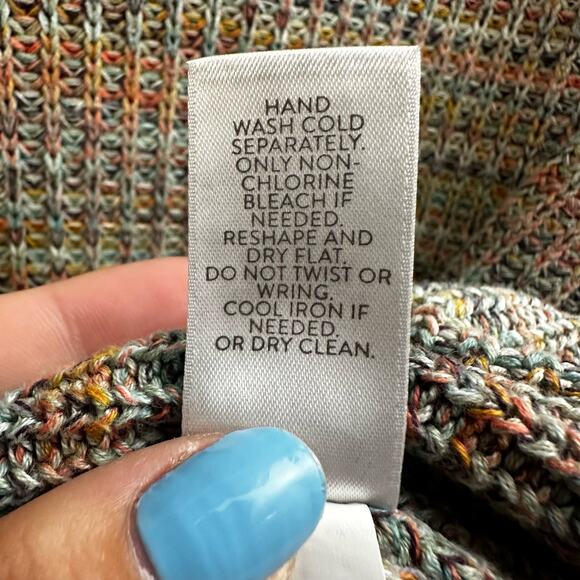 HAND
WASH COLD
SEPARATELY.
ONLY NON-
CHLORINE
BLEACH IF
NEEDED.
RESHAPE AND
DRY FLAT.
DO NOT TWIST OR
WRING.
COOL IRON IF
NEEDED.
OR DRY CLEAN.